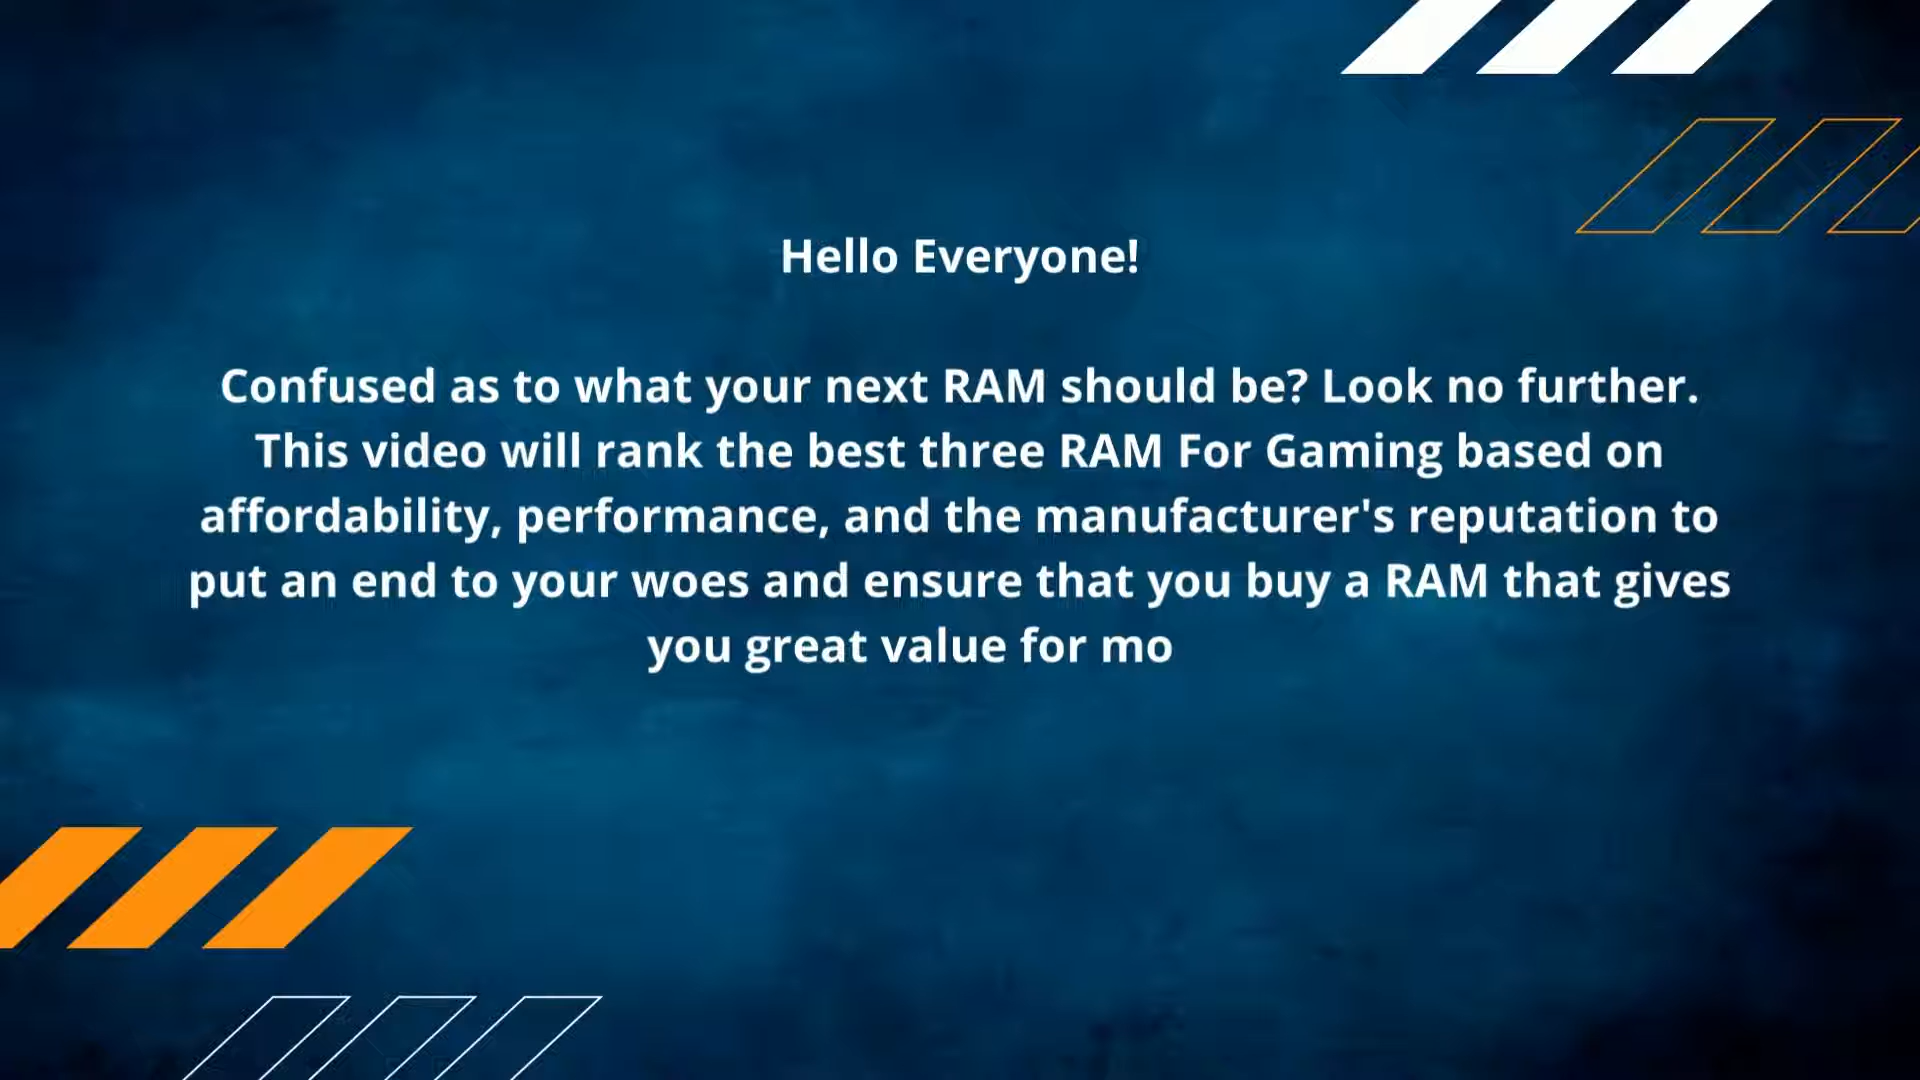 Hello Everyone!
Confused as to what your next RAM should be? Look no further.
This video will rank the best three RAM For Gaming based on
affordability, performance, and the manufacturer's reputation to
put an end to your woes and ensure that you buy a RAM that gives
you great value for mo